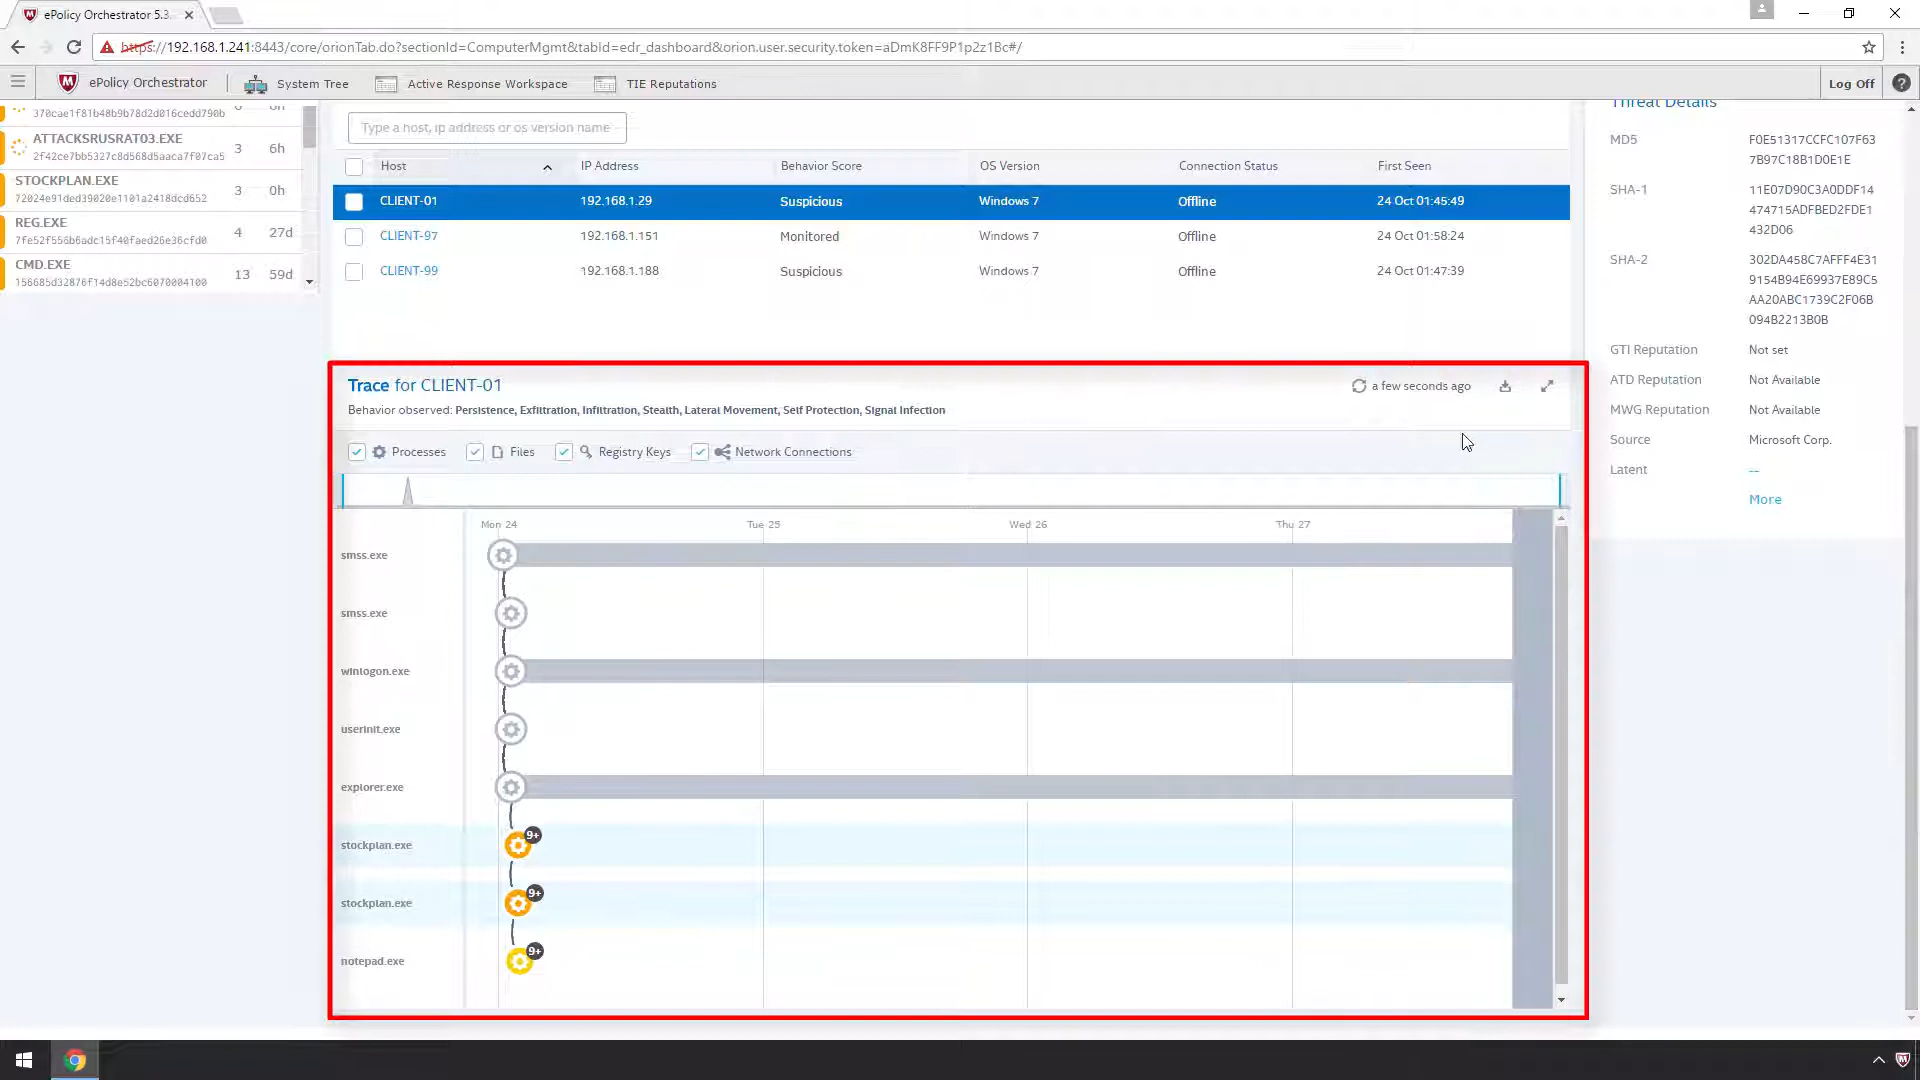 ePolicy Orchestrator 5.3.
https://192.168.1.241:8443/core/orionTab.do?sectionId=ComputerMgmt&tabId=edr_dashboard&orion.user.security.token=aDmK8FF9P1p2z1Bc#/
ePolicy Orchestrator
System Tree
Active Response Workspace
TIE Reputations
Log Off
370cae1f81b48b9b78d2d016cedd790b
ATTACKSRUSRAT03.EXE
2f42ce7bb5327c8d568d5aaca7f07ca5
3 6h
STOCKPLAN.EXE
72024e91ded39020e1101a2418dcd652
3 0h
REG.EXE
7fe52f556b6adc15f40faed26e36cfd0
4 27d
CMD.EXE
156685d32876f14d8e52bc6070004100
13 59d
Type a host, ip address or os version name
Host IP Address Behavior Score OS Version Connection Status First Seen
CLIENT-01 192.168.1.29 Suspicious Windows 7 Offline 24 Oct 01:45:49
CLIENT-97 192.168.1.151 Monitored Windows 7 Offline 24 Oct 01:58:24
CLIENT-99 192.168.1.188 Suspicious Windows 7 Offline 24 Oct 01:47:39
Trace for CLIENT-01
a few seconds ago
Behavior observed: Persistence, Exfiltration, Infiltration, Stealth, Lateral Movement, Self Protection, Signal Infection
Processes Files Registry Keys Network Connections
Mon 24 Tue 25 Wed 26 Thu 27
smss.exe
smss.exe
winlogon.exe
userinit.exe
explorer.exe
stockplan.exe 9+
stockplan.exe 9+
notepad.exe 9+
Threat Details
MD5 F0E51317CCFC107F63
7B97C18B1D0E1E
SHA-1 11E07D90C3A0DDF14
474715ADFBED2FDE1
432D06
SHA-2 302DA458C7AFFF4E31
9154B94E69937E89C5
AA20ABC1739C2F06B
094B2213B0B
GTI Reputation Not set
ATD Reputation Not Available
MWG Reputation Not Available
Source Microsoft Corp.
Latent --
More